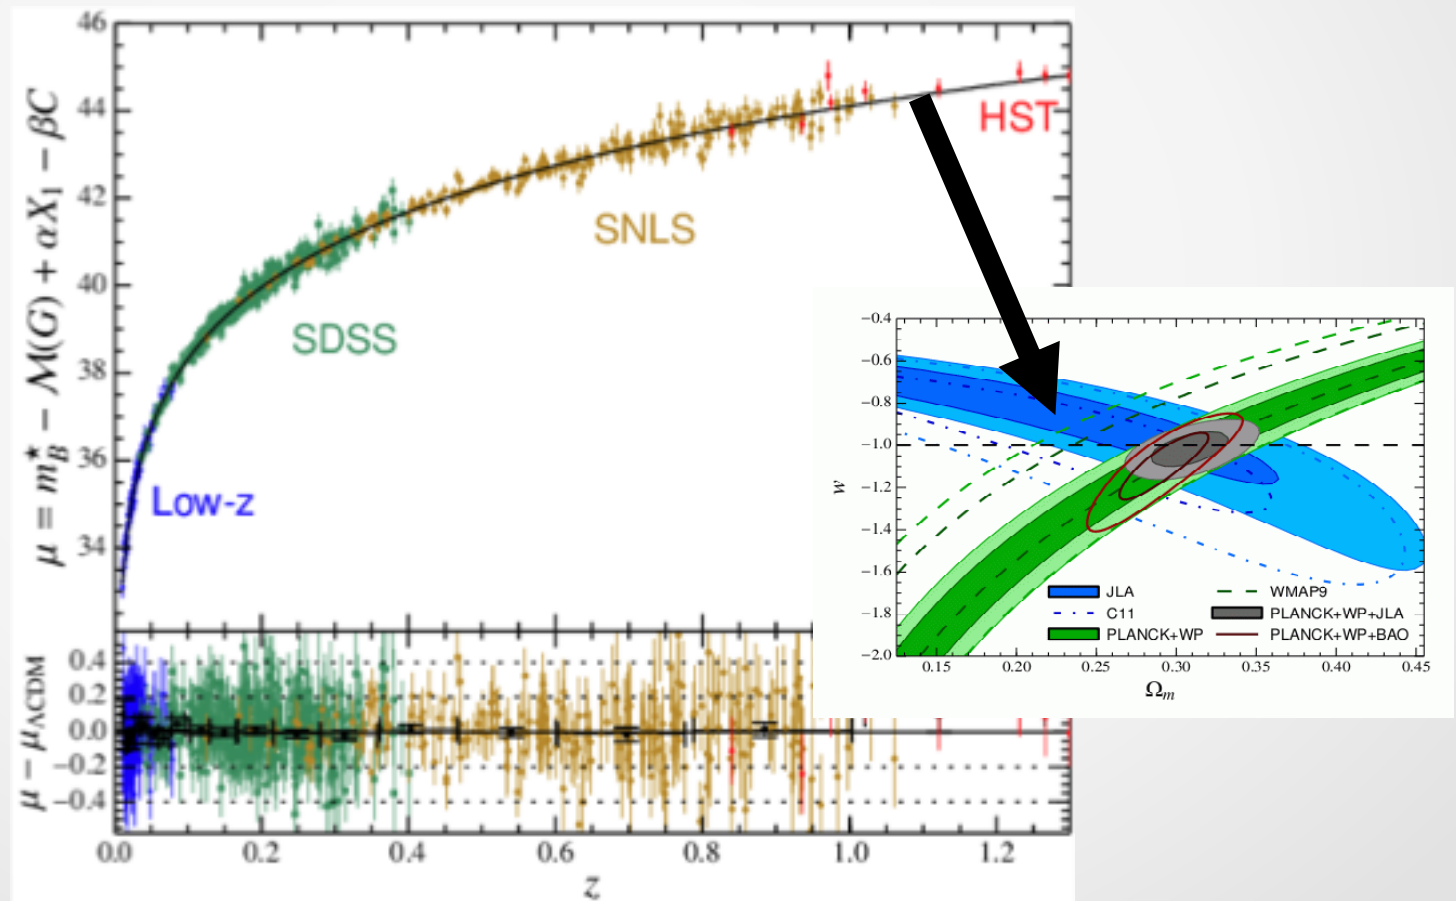 46
44
42
40
38
36
34
μ = m*B − M(G) + αX1 − βC
HST
SNLS
SDSS
Low-z
0.4
0.2
0.0
−0.2
−0.4
μ − μΛCDM
0.0 0.2 0.4 0.6 0.8 1.0 1.2
z
−0.4
−0.6
−0.8
−1.0
−1.2
−1.4
−1.6
−1.8
−2.0
w
JLA
C11
PLANCK+WP
WMAP9
PLANCK+WP+JLA
PLANCK+WP+BAO
0.15 0.20 0.25 0.30 0.35 0.40 0.45
Ωm